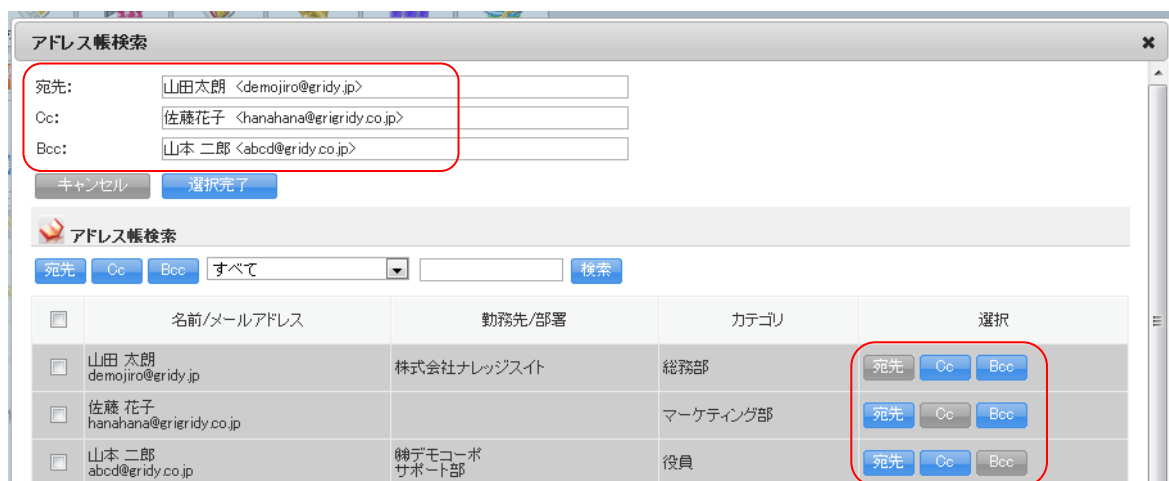 アドレス帳検索
宛先: 山田太朗 <demojiro@gridy.jp>
Cc: 佐藤花子 <hanahana@grigridy.co.jp>
Bcc: 山本 二郎 <abcd@gridy.co.jp>
キャンセル 選択完了
アドレス帳検索
宛先 Cc Bcc すべて 検索
名前/メールアドレス 勤務先/部署 カテゴリ 選択
山田 太朗
demojiro@gridy.jp 株式会社ナレッジスイト 総務部 宛先 Cc Bcc
佐藤 花子
hanahana@grigridy.co.jp マーケティング部 宛先 Cc Bcc
山本 二郎
abcd@gridy.co.jp ㈱デモコーポ
サポート部 役員 宛先 Cc Bcc